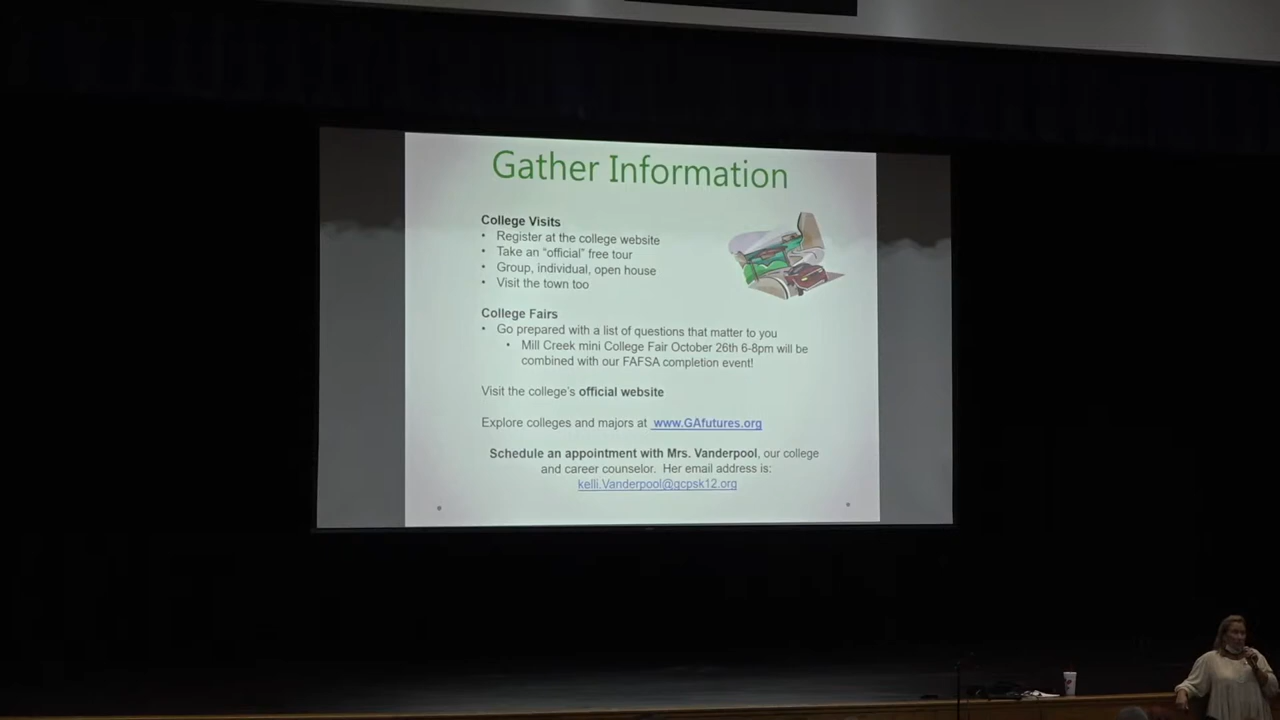 Gather Information
College Visits
• Register at the college website
• Take an “official” free tour
• Group, individual, open house
• Visit the town too
College Fairs
• Go prepared with a list of questions that matter to you
• Mill Creek mini College Fair October 26th 6-8pm will be
combined with our FAFSA completion event!
Visit the college's official website
Explore colleges and majors at www.GAfutures.org
Schedule an appointment with Mrs. Vanderpool, our college
and career counselor. Her email address is:
kelli.Vanderpool@gcpsk12.org